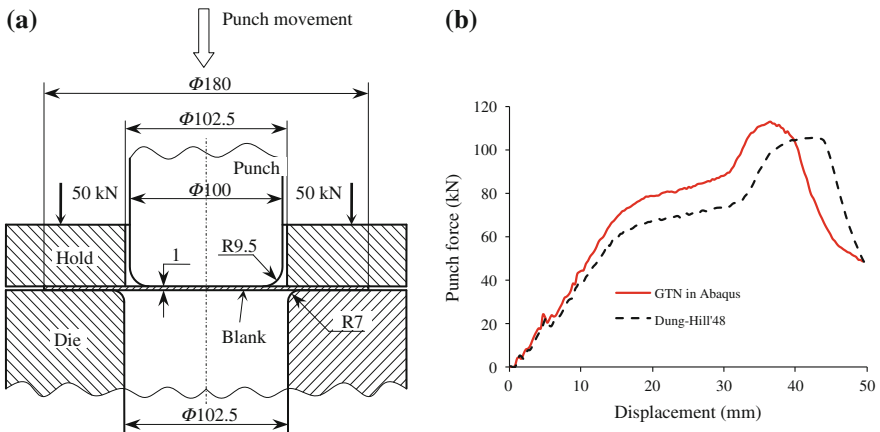 (a)
Punch movement
Φ180
Φ102.5
Punch
50 kN
Φ100
50 kN
Hold
1
R9.5
Die
Blank
R7
Φ102.5
(b)
120
100
80
60
40
20
0
Punch force (kN)
GTN in Abaqus
Dung-Hill'48
0
10
20
30
40
50
Displacement (mm)